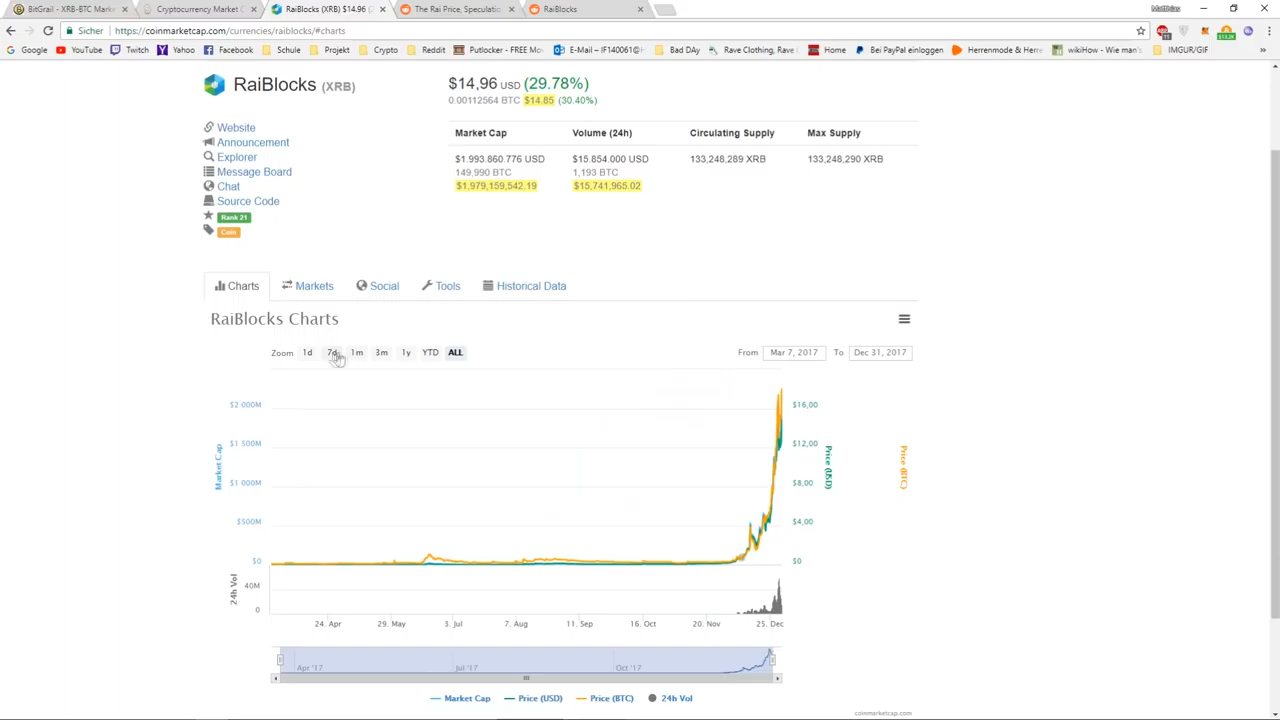 BitGrail - XRB-BTC Market
Cryptocurrency Market C
RaiBlocks (XRB) $14,96 ×
The Rai Price, Speculatio ×
RaiBlocks ×
Matthias
Sicher | https://coinmarketcap.com/currencies/raiblocks/#charts
Google YouTube Twitch Yahoo Facebook Schule Projekt Crypto Reddit Futlocker - FREE Mov E-Mail – IF140061@H Bad Day Rave Clothing, Rave Home Bei PayPal einloggen Herrenmode & Herre wikiHow - Wie man's IMGUR/GIF »
RaiBlocks (XRB)
$14,96 USD (29.78%)
0.00112564 BTC $14.85 (30.40%)
Website
Announcement
Explorer
Message Board
Chat
Source Code
Rank 21
Coin
Market Cap Volume (24h) Circulating Supply Max Supply
$1.993.860.776 USD $15.854.000 USD 133,248,289 XRB 133,248,290 XRB
149,990 BTC 1,193 BTC
$1,979,159,542.19 $15,741,965.02
Charts Markets Social Tools Historical Data
RaiBlocks Charts
Zoom 1d 7d 1m 3m 1y YTD ALL From Mar 7, 2017 To Dec 31, 2017
$2 000M $16,00
$1 500M $12,00
$1 000M $8,00
$500M $4,00
$0 $0
Market Cap
Price (USD)
Price (BTC)
24h Vol
40M
0
24. Apr 29. May 3. Jul 7. Aug 11. Sep 16. Oct 20. Nov 25. Dec
Apr '17 Jul '17 Oct '17
Market Cap Price (USD) Price (BTC) 24h Vol
coinmarketcap.com